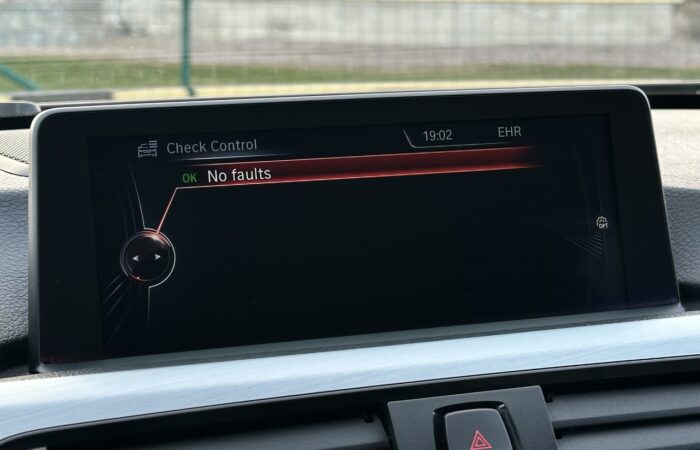 Check Control
19:02
EHR
OK No faults
OPT